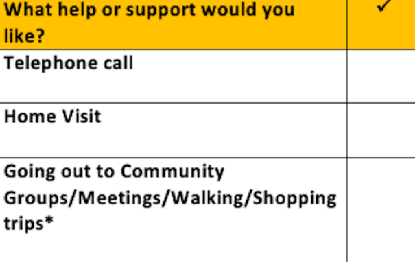 What help or support would you ✓
like?
Telephone call
Home Visit
Going out to Community
Groups/Meetings/Walking/Shopping
trips*